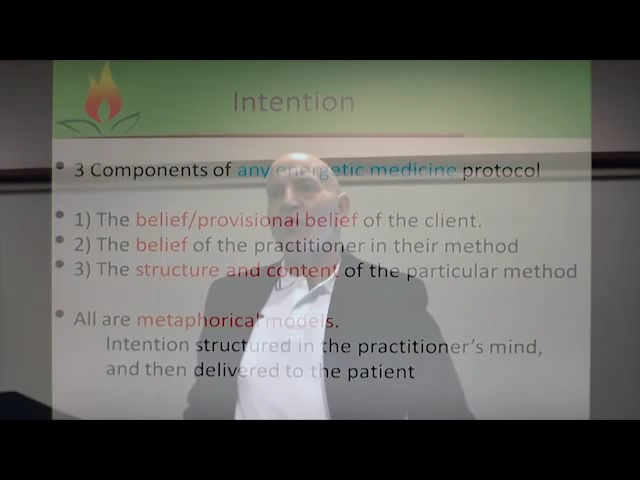 Intention
• 3 Components of any energetic medicine protocol
• 1) The belief/provisional belief of the client.
• 2) The belief of the practitioner in their method
• 3) The structure and content of the particular method
• All are metaphorical models.
Intention structured in the practitioner's mind,
and then delivered to the patient